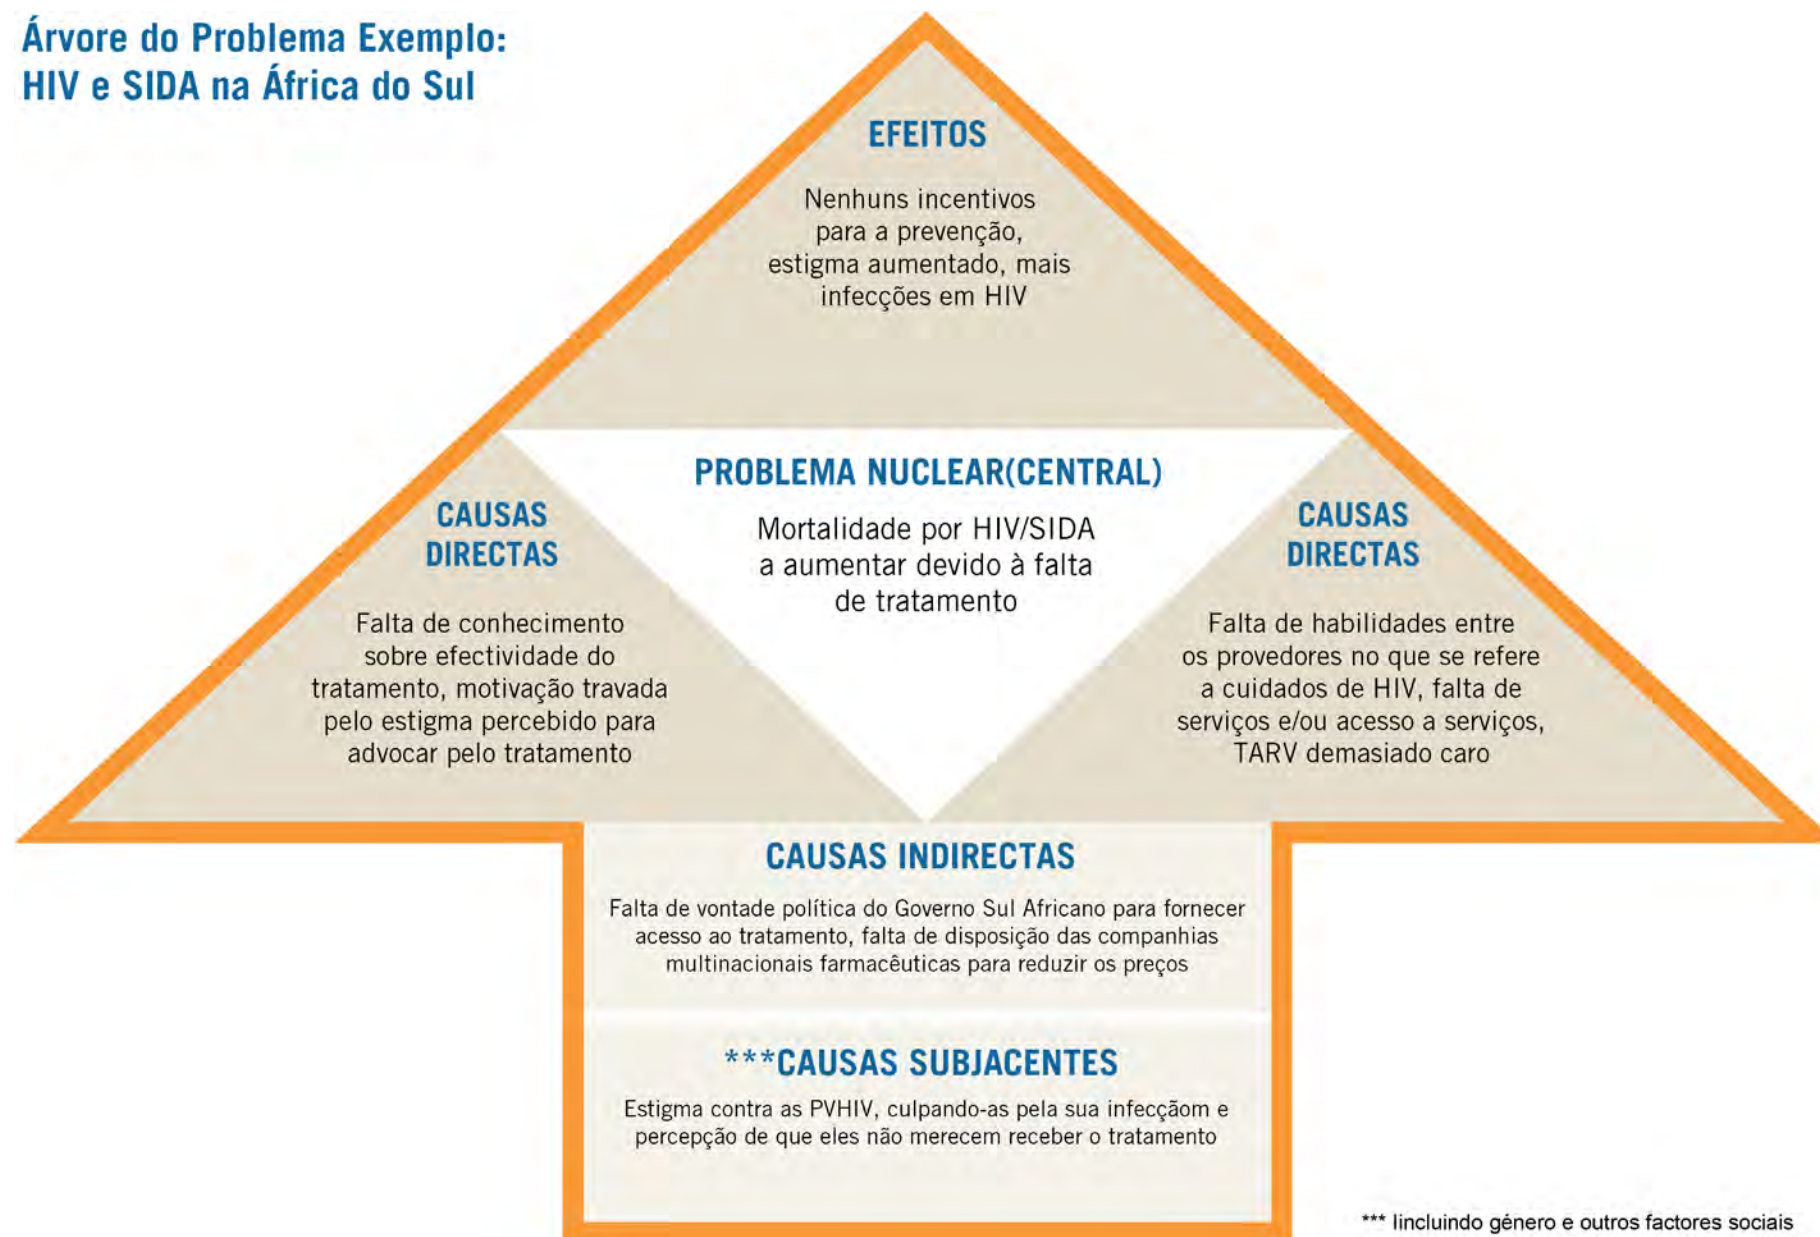 Árvore do Problema Exemplo:
HIV e SIDA na África do Sul
EFEITOS
Nenhuns incentivos
para a prevenção,
estigma aumentado, mais
infecções em HIV
PROBLEMA NUCLEAR(CENTRAL)
Mortalidade por HIV/SIDA
a aumentar devido à falta
de tratamento
CAUSAS
DIRECTAS
Falta de conhecimento
sobre efectividade do
tratamento, motivação travada
pelo estigma percebido para
advocar pelo tratamento
CAUSAS
DIRECTAS
Falta de habilidades entre
os provedores no que se refere
a cuidados de HIV, falta de
serviços e/ou acesso a serviços,
TARV demasiado caro
CAUSAS INDIRECTAS
Falta de vontade política do Governo Sul Africano para fornecer
acesso ao tratamento, falta de disposição das companhias
multinacionais farmacêuticas para reduzir os preços
***CAUSAS SUBJACENTES
Estigma contra as PVHIV, culpando-as pela sua infecçãom e
percepção de que eles não merecem receber o tratamento
*** Iincluindo género e outros factores sociais